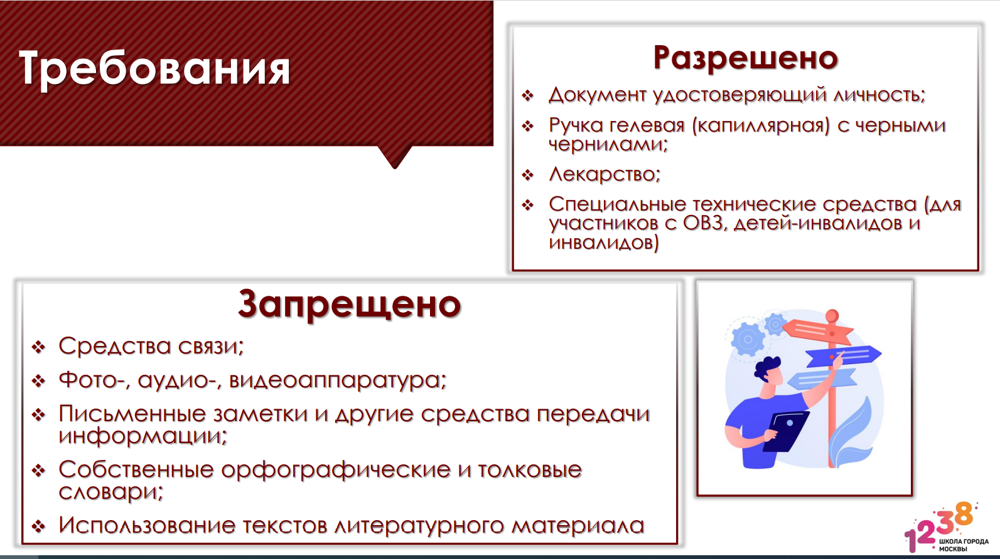 Требования
Разрешено
Документ удостоверяющий личность;
Ручка гелевая (капиллярная) с черными
чернилами;
Лекарство;
Специальные технические средства (для
участников с ОВЗ, детей-инвалидов и
инвалидов)
Запрещено
Средства связи;
Фото-, аудио-, видеоаппаратура;
Письменные заметки и другие средства передачи
информации;
Собственные орфографические и толковые
словари;
Использование текстов литературного материала
1238
ШКОЛА ГОРОДА
МОСКВЫ